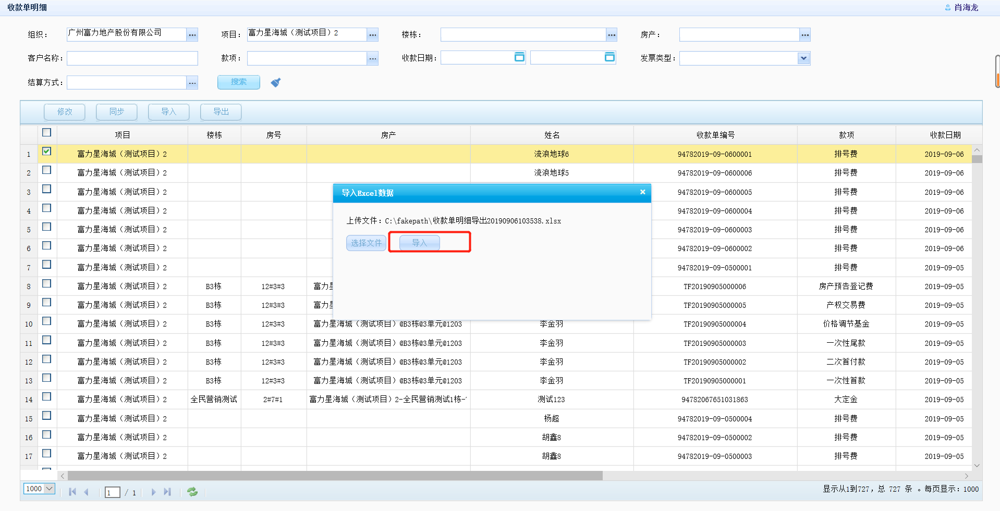 收款单明细
肖海龙
组织： 广州富力地产股份有限公司 ... 项目： 富力星海城（测试项目）2 ... 楼栋： ... 房产： ...
客户名称： 款项： ... 收款日期： 发票类型：
结算方式： ... 搜索
修改 同步 导入 导出
项目 楼栋 房号 房产 姓名 收款单编号 款项 收款日期
1 富力星海城（测试项目）2 流浪地球6 94782019-09-0600001 排号费 2019-09-06
2 富力星海城（测试项目）2 流浪地球5 94782019-09-0600006 排号费 2019-09-06
3 富力星海城（测试项目）2 94782019-09-0600005 排号费 2019-09-06
4 富力星海城（测试项目）2 94782019-09-0600004 排号费 2019-09-06
5 富力星海城（测试项目）2 94782019-09-0600003 排号费 2019-09-06
6 富力星海城（测试项目）2 94782019-09-0600002 排号费 2019-09-06
7 富力星海城（测试项目）2 94782019-09-0500001 排号费 2019-09-05
8 富力星海城（测试项目）2 B3栋 12#3#3 富力 TF20190905000006 房产预告登记费 2019-09-05
9 富力星海城（测试项目）2 B3栋 12#3#3 富力 TF20190905000005 产权交易费 2019-09-05
10 富力星海城（测试项目）2 B3栋 12#3#3 富力星海城（测试项目）@B3栋@3单元@1203 李金羽 TF20190905000004 价格调节基金 2019-09-05
11 富力星海城（测试项目）2 B3栋 12#3#3 富力星海城（测试项目）@B3栋@3单元@1203 李金羽 TF20190905000003 一次性尾款 2019-09-05
12 富力星海城（测试项目）2 B3栋 12#3#3 富力星海城（测试项目）@B3栋@3单元@1203 李金羽 TF20190905000002 二次首付款 2019-09-05
13 富力星海城（测试项目）2 B3栋 12#3#3 富力星海城（测试项目）@B3栋@3单元@1203 李金羽 TF20190905000001 一次性首款 2019-09-05
14 富力星海城（测试项目）2 全民营销测试 2#7#1 富力星海城（测试项目）2-全民营销测试1栋- 测试123 94782067651031863 大定金 2019-09-05
15 富力星海城（测试项目）2 杨超 94782019-09-0500004 排号费 2019-09-05
16 富力星海城（测试项目）2 胡鑫8 94782019-09-0500002 排号费 2019-09-05
17 富力星海城（测试项目）2 胡鑫8 94782019-09-0500003 排号费 2019-09-05
导入Excel数据 ×
上传文件：C:\fakepath\收款单明细导出20190906103538.xlsx
选择文件 导入
1000 1 / 1 显示从1到727，总 727 条 。每页显示：1000